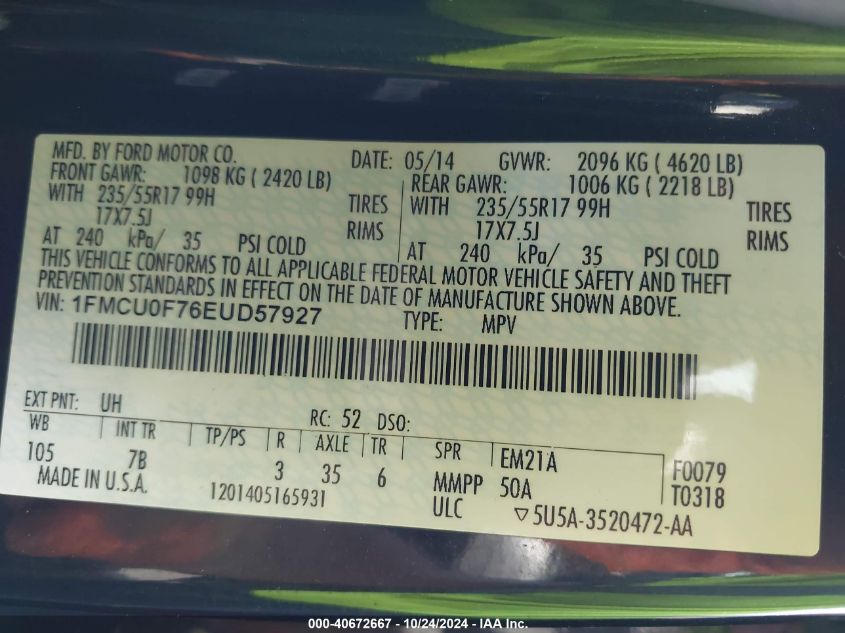 MFD. BY FORD MOTOR CO. DATE: 05/14 GVWR: 2096 KG ( 4620 LB)
FRONT GAWR: 1098 KG ( 2420 LB) REAR GAWR: 1006 KG ( 2218 LB)
WITH 235/55R17 99H TIRES WITH 235/55R17 99H TIRES
17X7.5J RIMS 17X7.5J RIMS
AT 240 kPa/ 35 PSI COLD AT 240 kPa/ 35 PSI COLD
THIS VEHICLE CONFORMS TO ALL APPLICABLE FEDERAL MOTOR VEHICLE SAFETY AND THEFT
PREVENTION STANDARDS IN EFFECT ON THE DATE OF MANUFACTURE SHOWN ABOVE.
VIN: 1FMCU0F76EUD57927 TYPE: MPV
EXT PNT: UH RC: 52 DSO:
WB INT TR TP/PS R AXLE TR SPR EM21A F0079
105 7B 3 35 6 MMPP 50A T0318
MADE IN U.S.A. 1201405165931 ULC ▽5U5A-3520472-AA
000-40672667 - 10/24/2024 - IAA Inc.